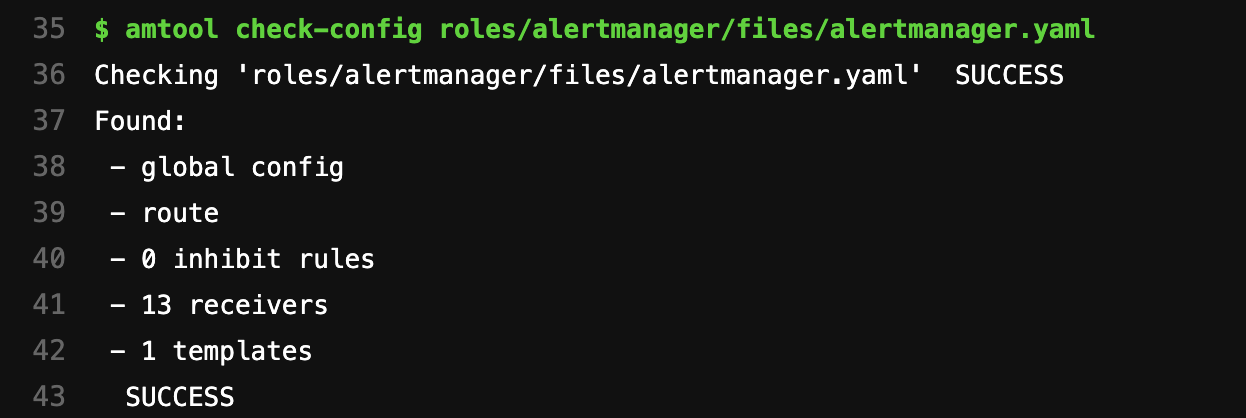 35 $ amtool check-config roles/alertmanager/files/alertmanager.yaml
36 Checking 'roles/alertmanager/files/alertmanager.yaml'  SUCCESS
37 Found:
38  - global config
39  - route
40  - 0 inhibit rules
41  - 13 receivers
42  - 1 templates
43   SUCCESS